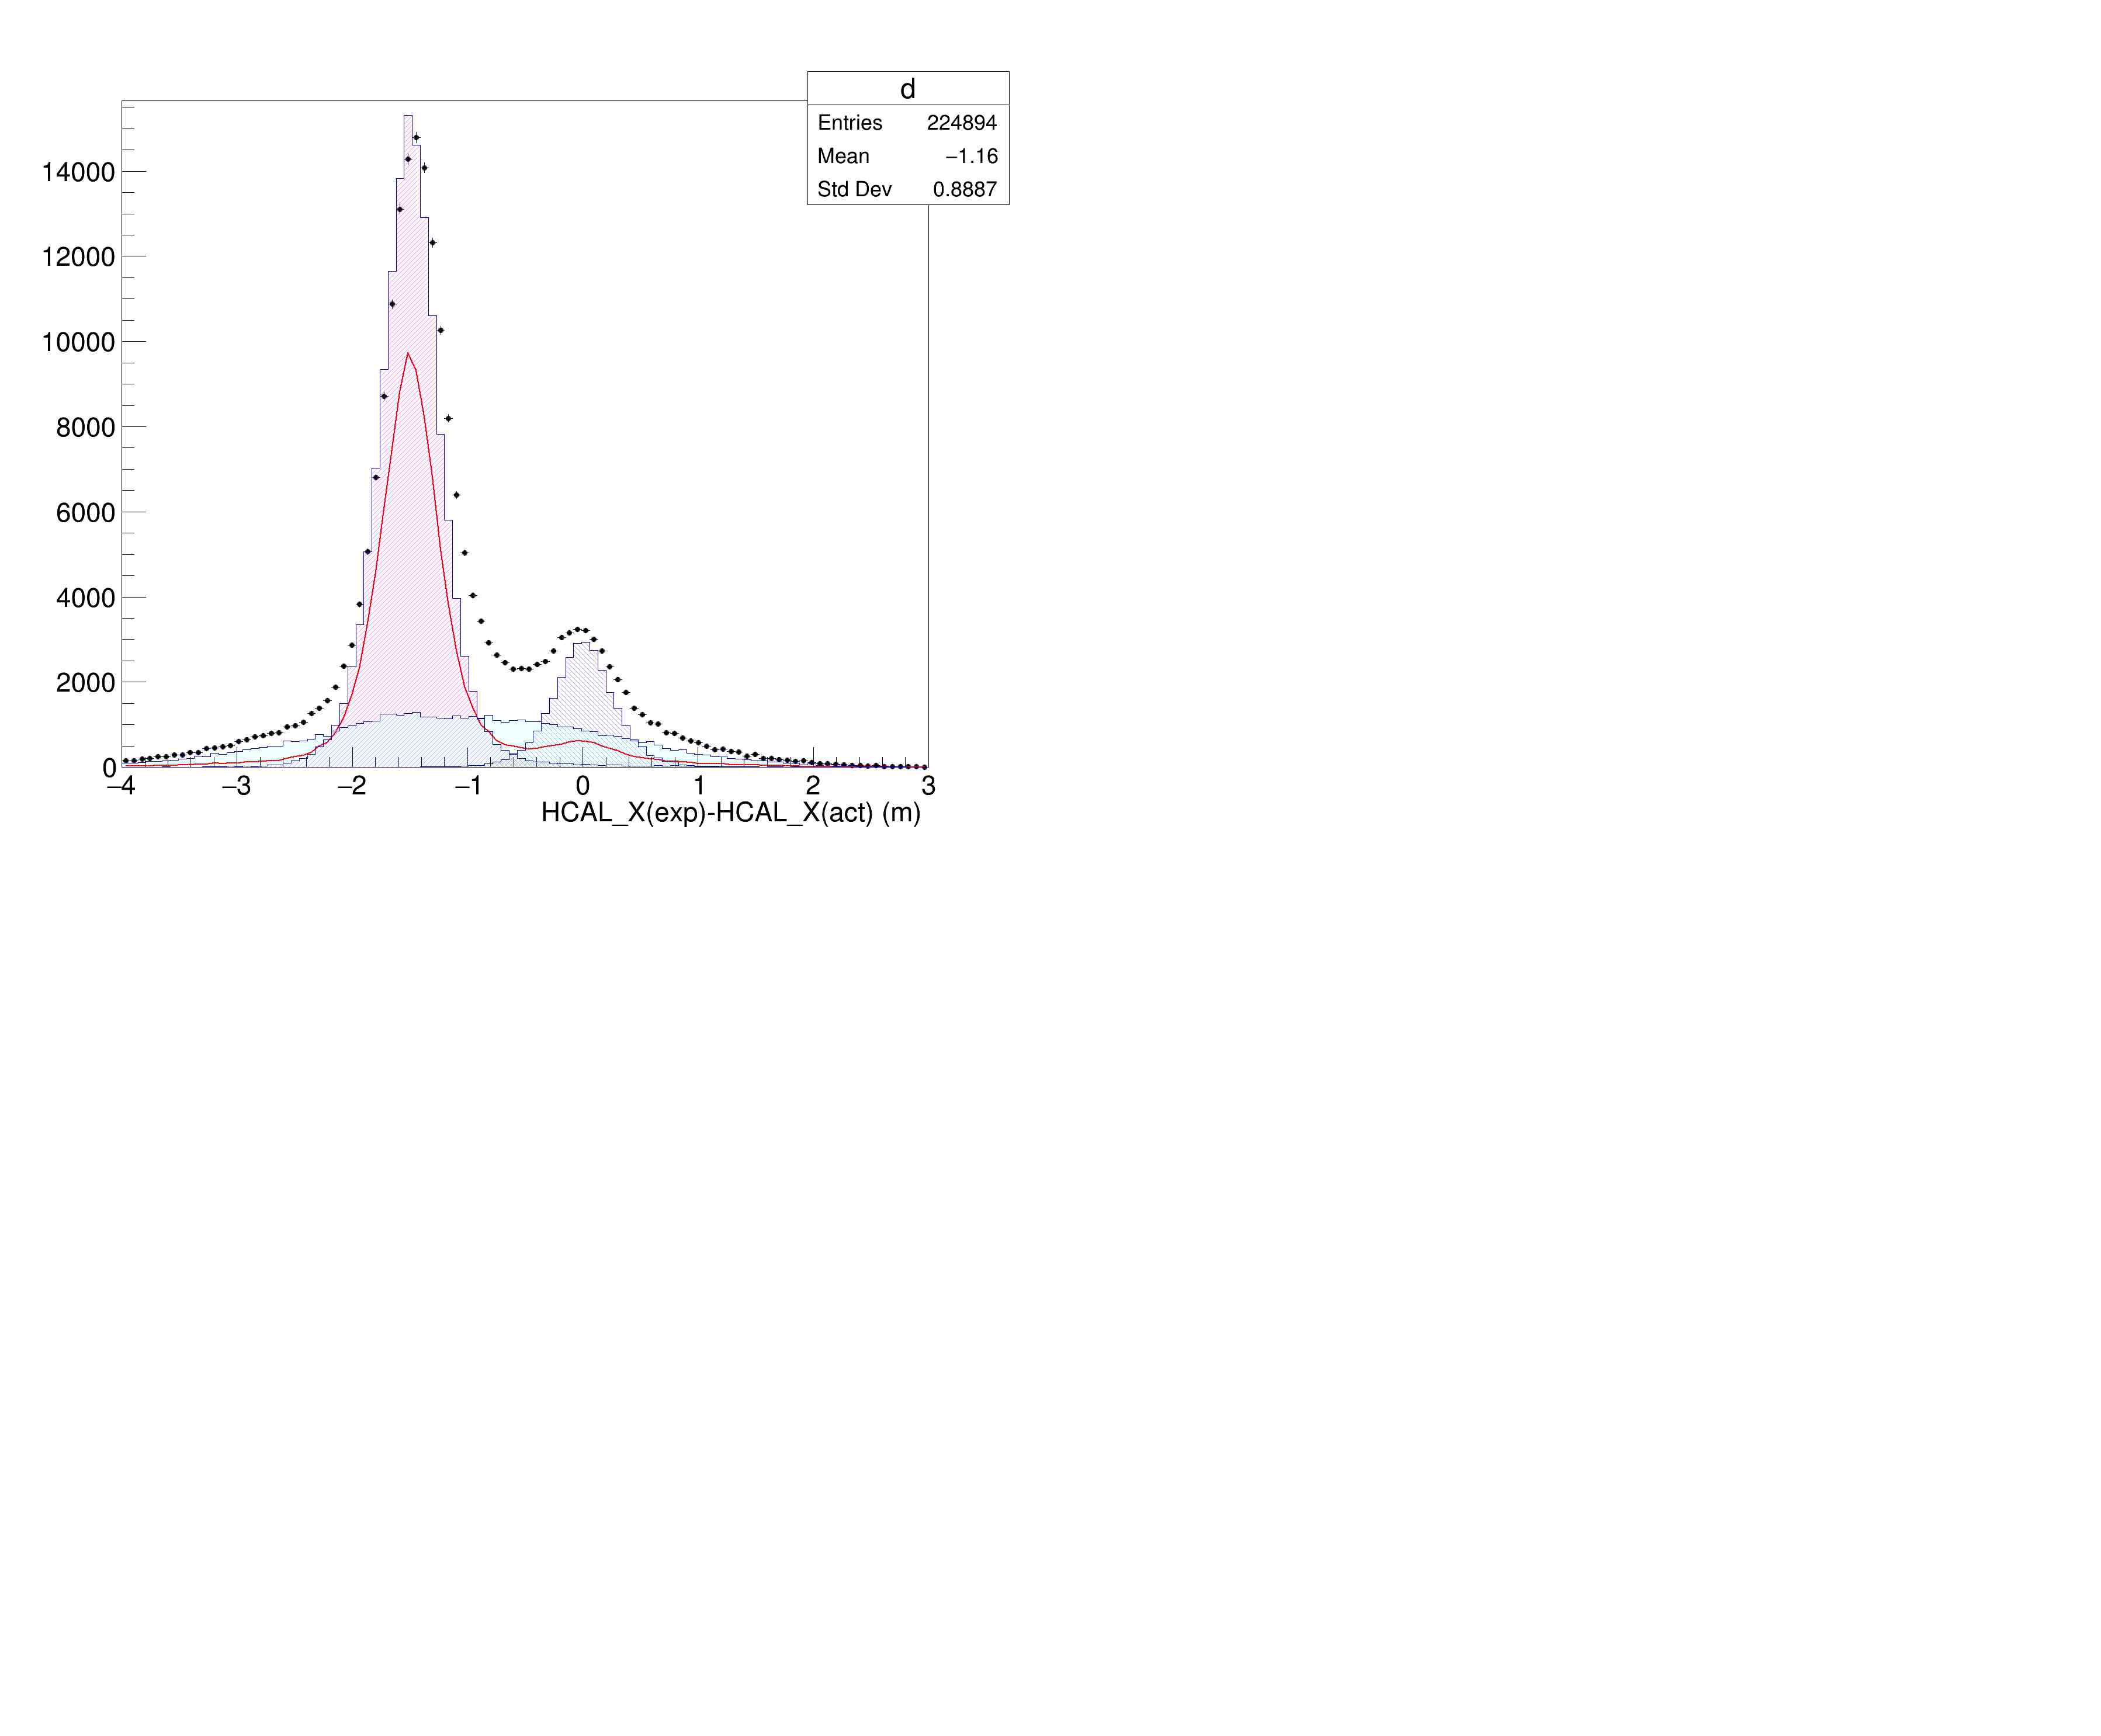 d
Entries 224894
Mean −1.16
Std Dev 0.8887
14000
12000
10000
8000
6000
4000
2000
0
−4 −3 −2 −1 0 1 2 3
HCAL_X(exp)-HCAL_X(act) (m)